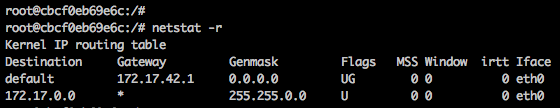 root@cbcf0eb69e6c:/#
root@cbcf0eb69e6c:/# netstat -r
Kernel IP routing table
Destination     Gateway         Genmask         Flags   MSS Window  irtt Iface
default         172.17.42.1     0.0.0.0         UG        0 0          0 eth0
172.17.0.0      *               255.255.0.0     U         0 0          0 eth0